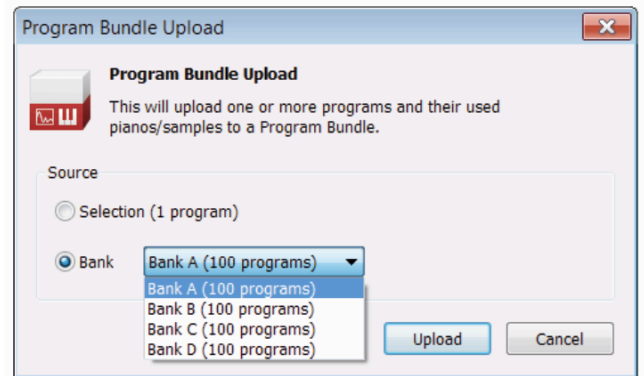 Program Bundle Upload
Program Bundle Upload
This will upload one or more programs and their used
pianos/samples to a Program Bundle.
Source
Selection (1 program)
Bank
Bank A (100 programs)
Bank A (100 programs)
Bank B (100 programs)
Bank C (100 programs)
Bank D (100 programs)
Upload
Cancel